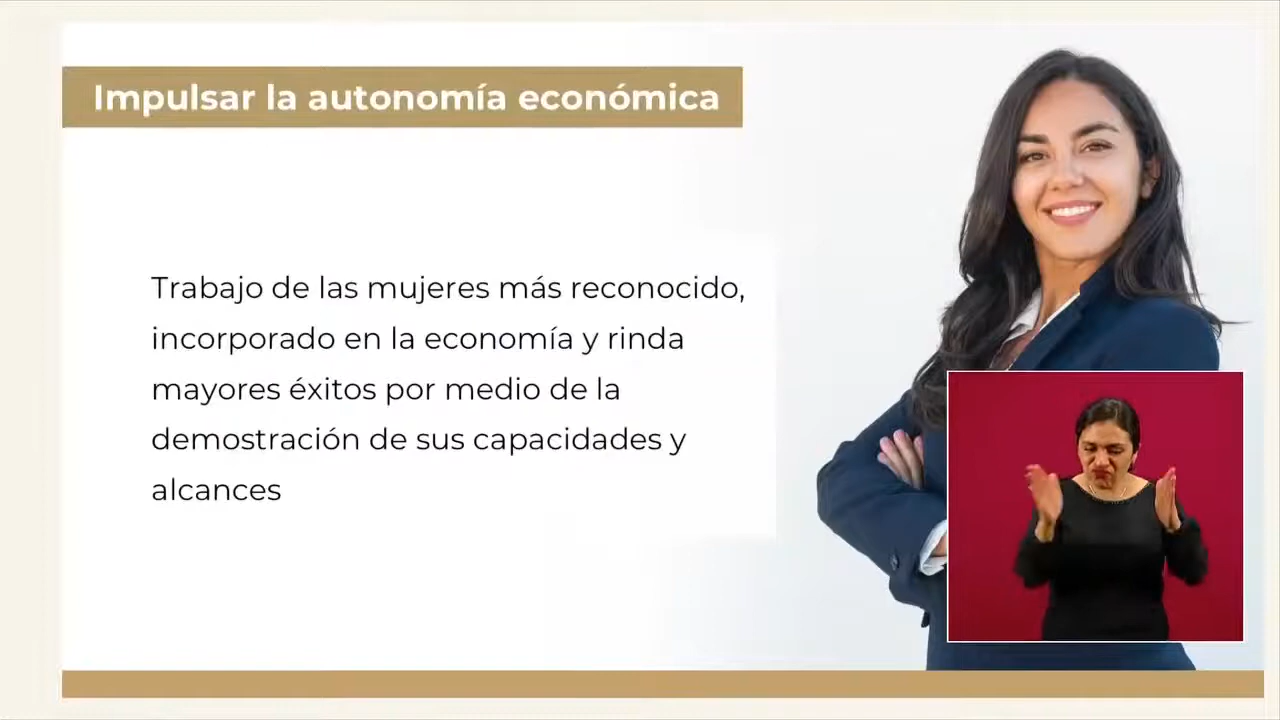 Impulsar la autonomía económica
Trabajo de las mujeres más reconocido,
incorporado en la economía y rinda
mayores éxitos por medio de la
demostración de sus capacidades y
alcances